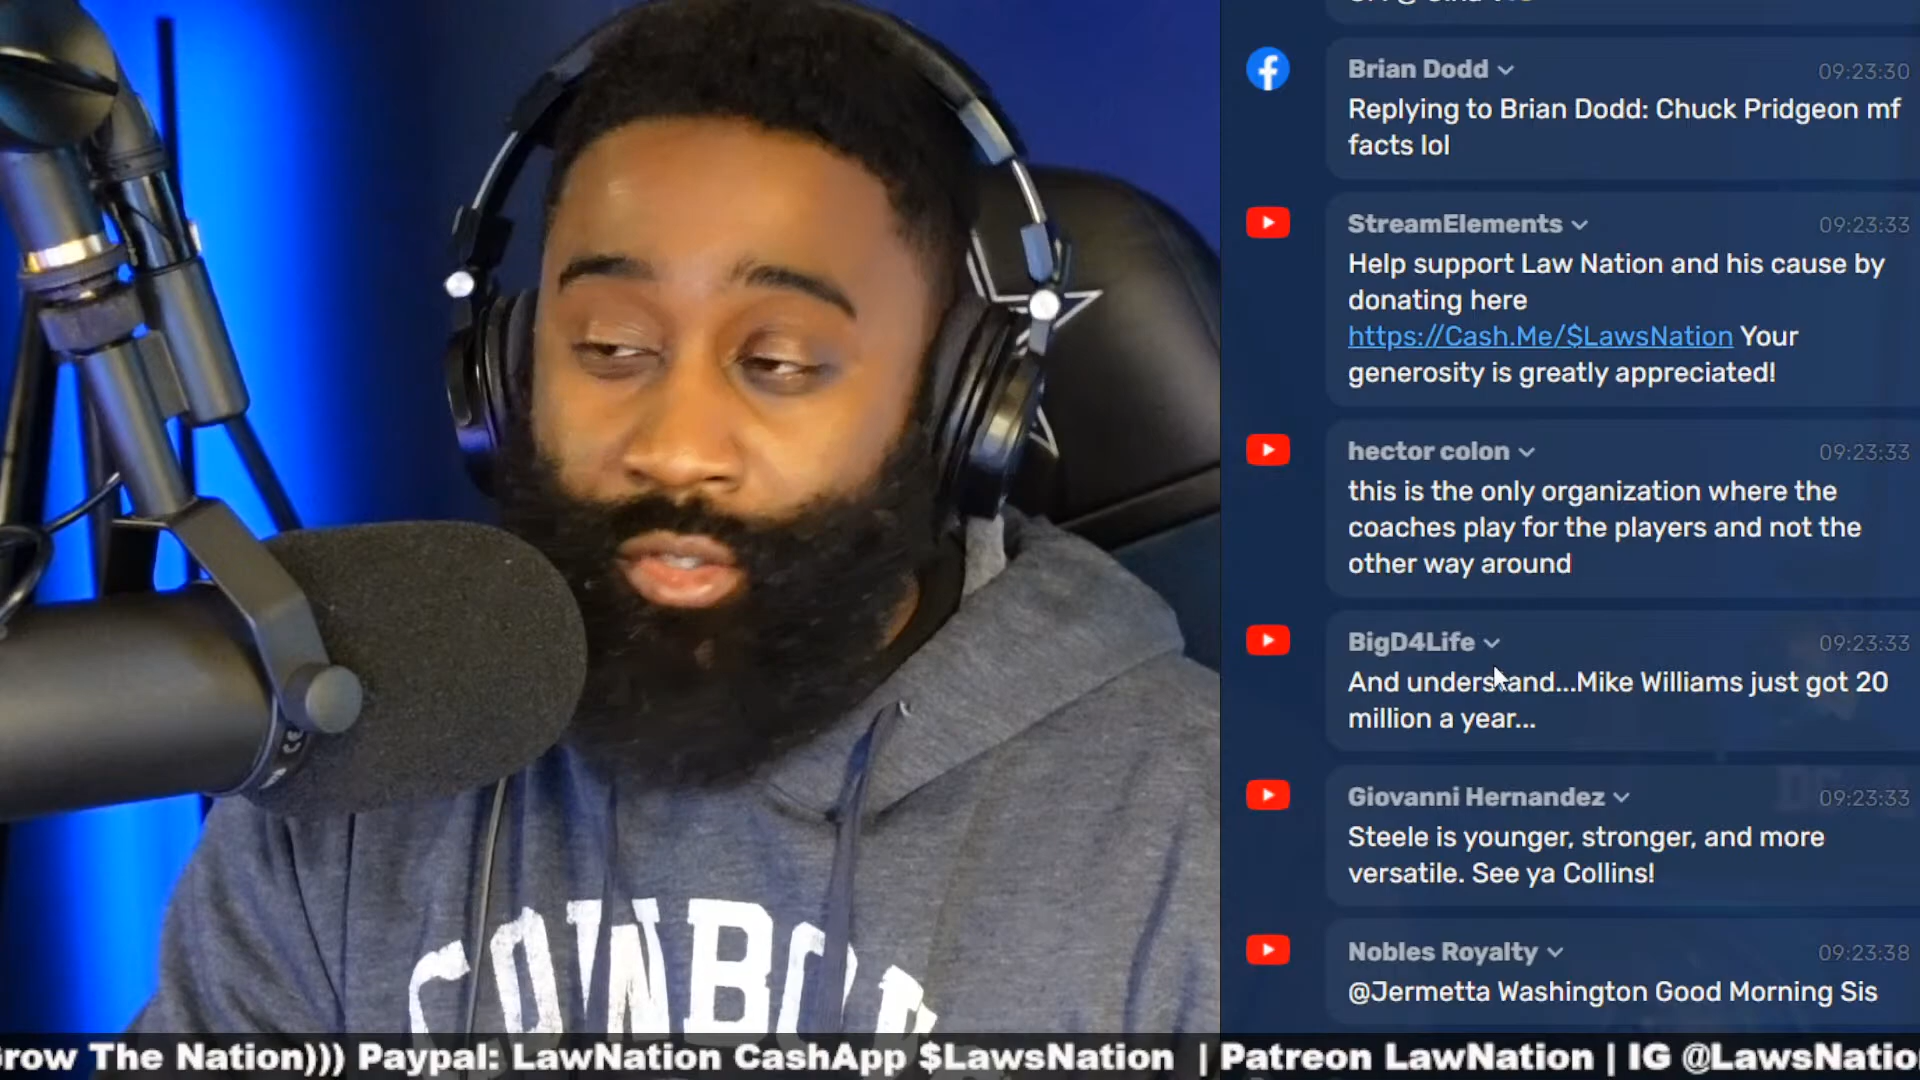 Brian Dodd 09:23:30
Replying to Brian Dodd: Chuck Pridgeon mf
facts lol
StreamElements 09:23:33
Help support Law Nation and his cause by
donating here
https://Cash.Me/$LawsNation Your
generosity is greatly appreciated!
hector colon 09:23:33
this is the only organization where the
coaches play for the players and not the
other way around
BigD4Life 09:23:33
And understand...Mike Williams just got 20
million a year...
Giovanni Hernandez 09:23:33
Steele is younger, stronger, and more
versatile. See ya Collins!
Nobles Royalty 09:23:38
@Jermetta Washington Good Morning Sis
COWBOY
Grow The Nation))) Paypal: LawNation CashApp $LawsNation | Patreon LawNation | IG @LawsNatio